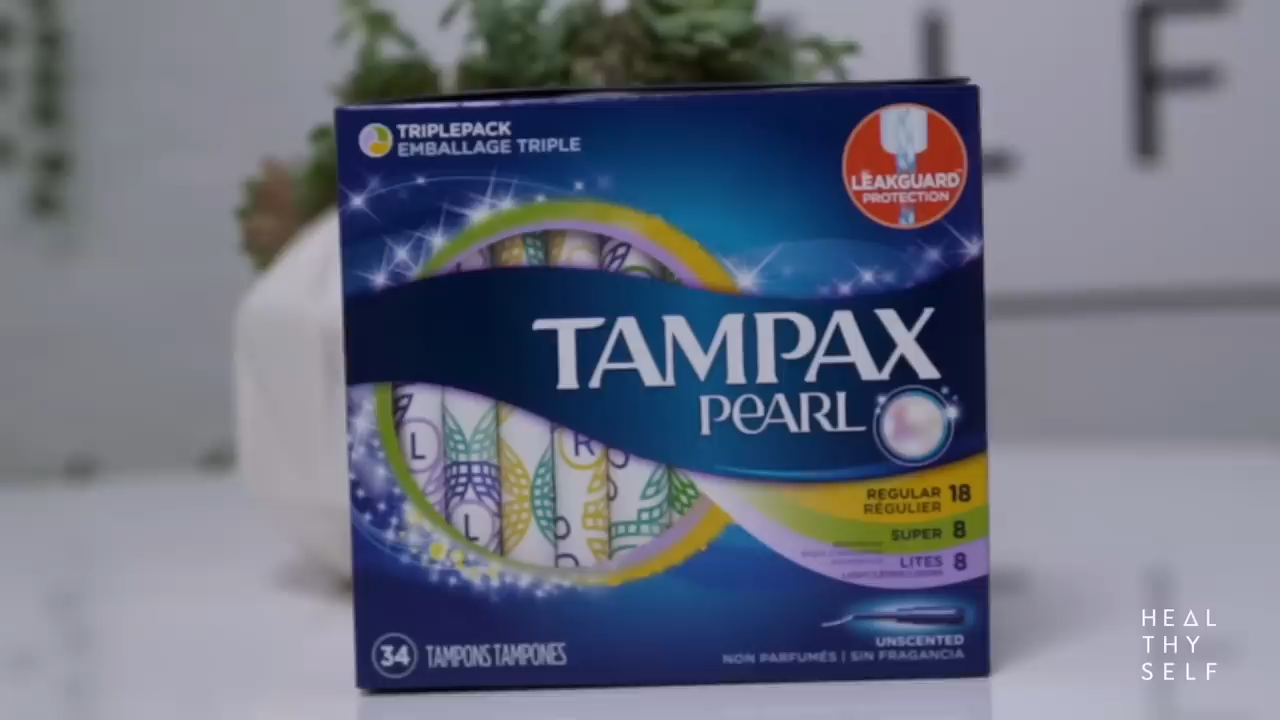 TRIPLEPACK
EMBALLAGE TRIPLE
LEAKGUARD
PROTECTION
L F
TAMPAX
PEARL
L
R
L
REGULAR 18
RÉGULIER
SUPER 8
LITES 8
34 TAMPONS TAMPONES
UNSCENTED
NON PARFUMÉS | SIN FRAGANCIA
HEAL
THY
SELF